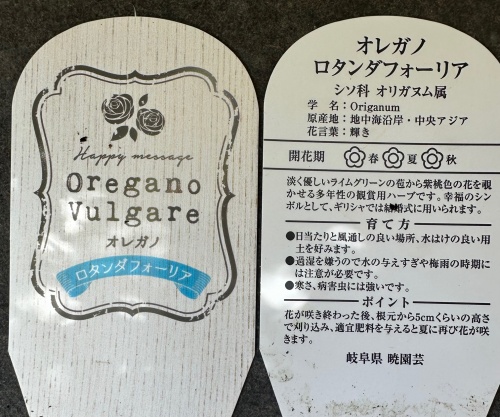 Happy message
Oregano
Vulgare
オレガノ
ロタンダフォーリア
オレガノ
ロタンダフォーリア
シソ科 オリガヌム属
学　名：Origanum
原産地：地中海沿岸・中央アジア
花言葉：輝き
開花期 春 夏 秋
淡く優しいライムグリーンの苞から紫桃色の花を覗
かせる多年性の観賞用ハーブです。幸福のシン
ボルとして、ギリシャでは結婚式に用いられます。
育て方
●日当たりと風通しの良い場所、水はけの良い用
土を好みます。
●過湿を嫌うので水の与えすぎや梅雨の時期に
は注意が必要です。
●寒さ、病害虫には強いです。
ポイント
花が咲き終わった後、根元から5cmくらいの高さ
で刈り込み、適宜肥料を与えると夏に再び花が咲
きます。
岐阜県 暁園芸